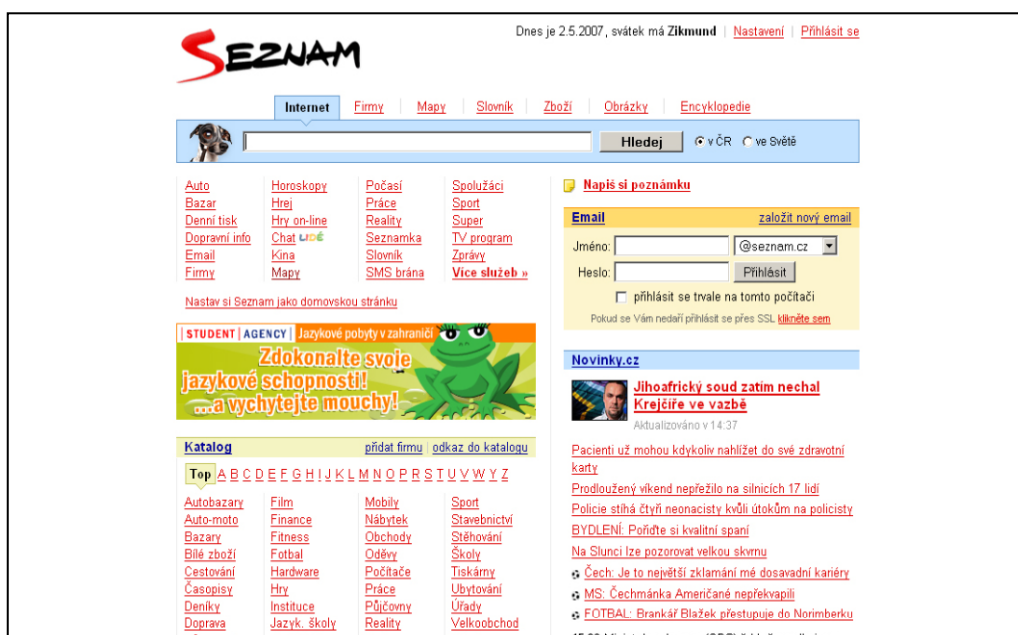 SEZNAM
Dnes je 2.5.2007, svátek má Zikmund | Nastavení | Přihlásit se
Internet Firmy Mapy Slovník Zboží Obrázky Encyklopedie
Hledej v ČR ve Světě
Auto Horoskopy Počasí Spolužáci
Bazar Hrej Práce Sport
Denní tisk Hry on-line Reality Super
Dopravní info Chat LIDÉ Seznamka TV program
Email Kina Slovník Zprávy
Firmy Mapy SMS brána Více služeb »
Nastav si Seznam jako domovskou stránku
STUDENT AGENCY Jazykové pobyty v zahraničí
Zdokonalte svoje
jazykové schopnosti!
...a vychytejte mouchy!
Katalog přidat firmu | odkaz do katalogu
Top A B C D E F G H I J K L M N O P R S T U V W Y Z
Autobazary Film Mobily Sport
Auto-moto Finance Nábytek Stavebnictví
Bazary Fitness Obchody Stěhování
Bílé zboží Fotbal Oděvy Školy
Cestování Hardware Počítače Tiskárny
Časopisy Hry Práce Ubytování
Deníky Instituce Půjčovny Úřady
Doprava Jazyk. školy Reality Velkoobchod
Napiš si poznámku
Email založit nový email
Jméno: @seznam.cz
Heslo: Přihlásit
přihlásit se trvale na tomto počítači
Pokud se Vám nedaří přihlásit se přes SSL klikněte sem
Novinky.cz
Jihoafrický soud zatím nechal
Krejčíře ve vazbě
Aktualizováno v 14:37
Pacienti už mohou kdykoliv nahlížet do své zdravotní
karty
Prodloužený víkend nepřežilo na silnicích 17 lidí
Policie stíhá čtyři neonacisty kvůli útokům na policisty
BYDLENÍ: Pořiďte si kvalitní spaní
Na Slunci lze pozorovat velkou skvrnu
Čech: Je to největší zklamání mé dosavadní kariéry
MS: Čechmánka Američané nepřekvapili
FOTBAL: Brankář Blažek přestupuje do Norimberku